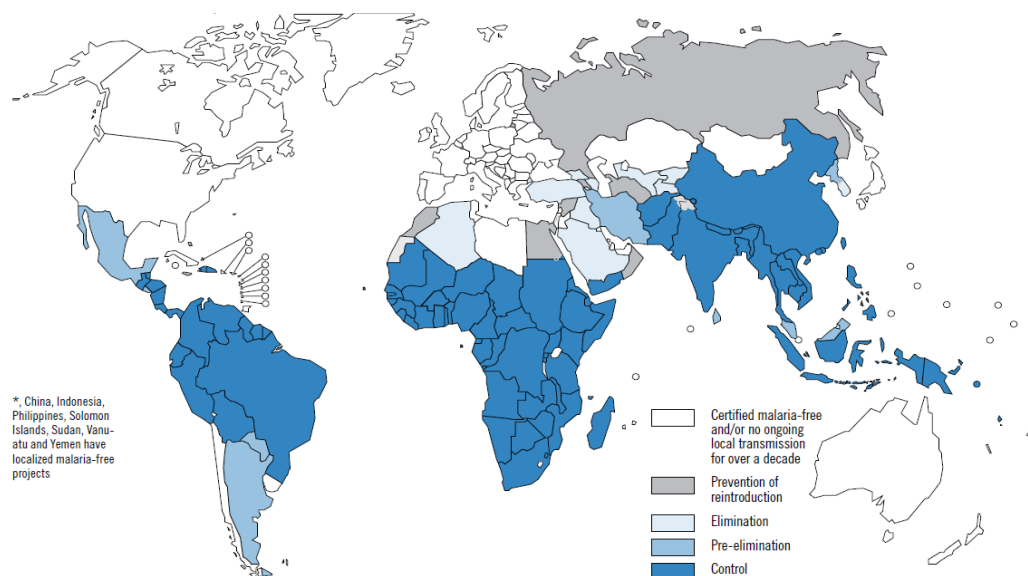 *, China, Indonesia,
Philippines, Solomon
Islands, Sudan, Vanu-
atu and Yemen have
localized malaria-free
projects
Certified malaria-free
and/or no ongoing
local transmission
for over a decade
Prevention of
reintroduction
Elimination
Pre-elimination
Control